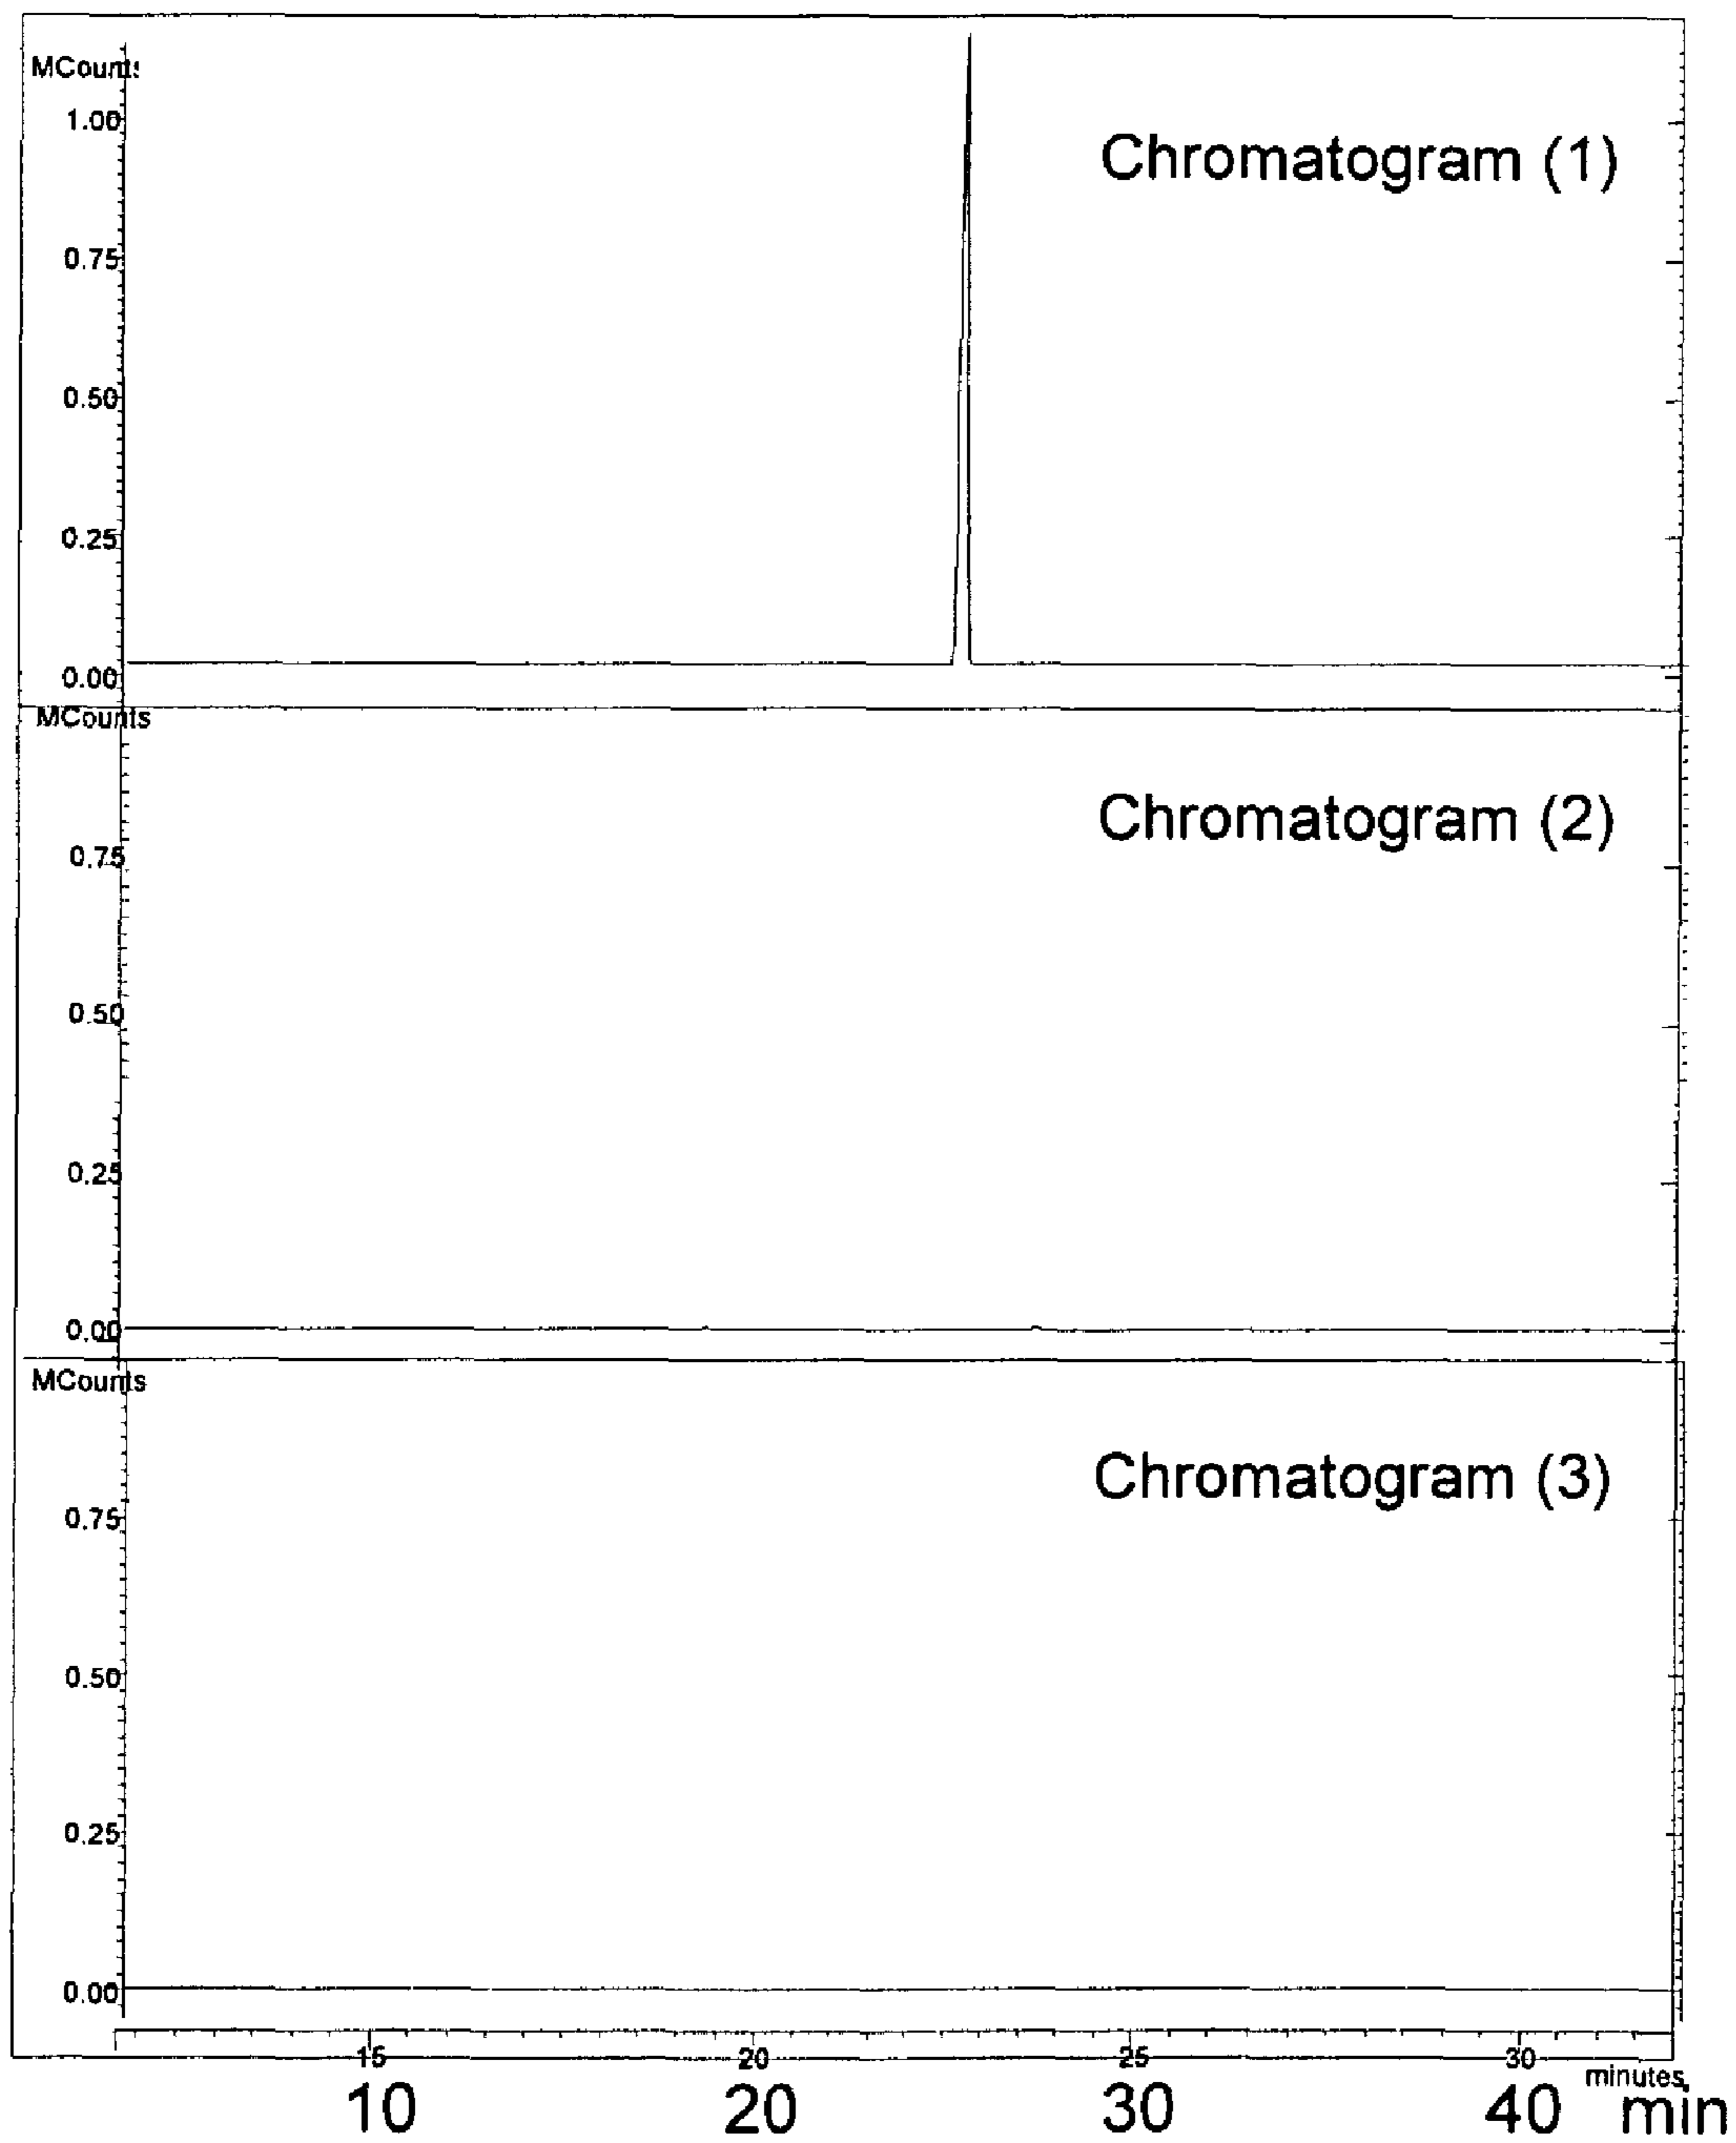 MCounts
1.00
Chromatogram (1)
0.75
0.50
0.25
0.00
MCounts
Chromatogram (2)
0.75
0.50
0.25
0.00
MCounts
Chromatogram (3)
0.75
0.50
0.25
0.00
15 20 25 30
minutes
10 20 30 40 min